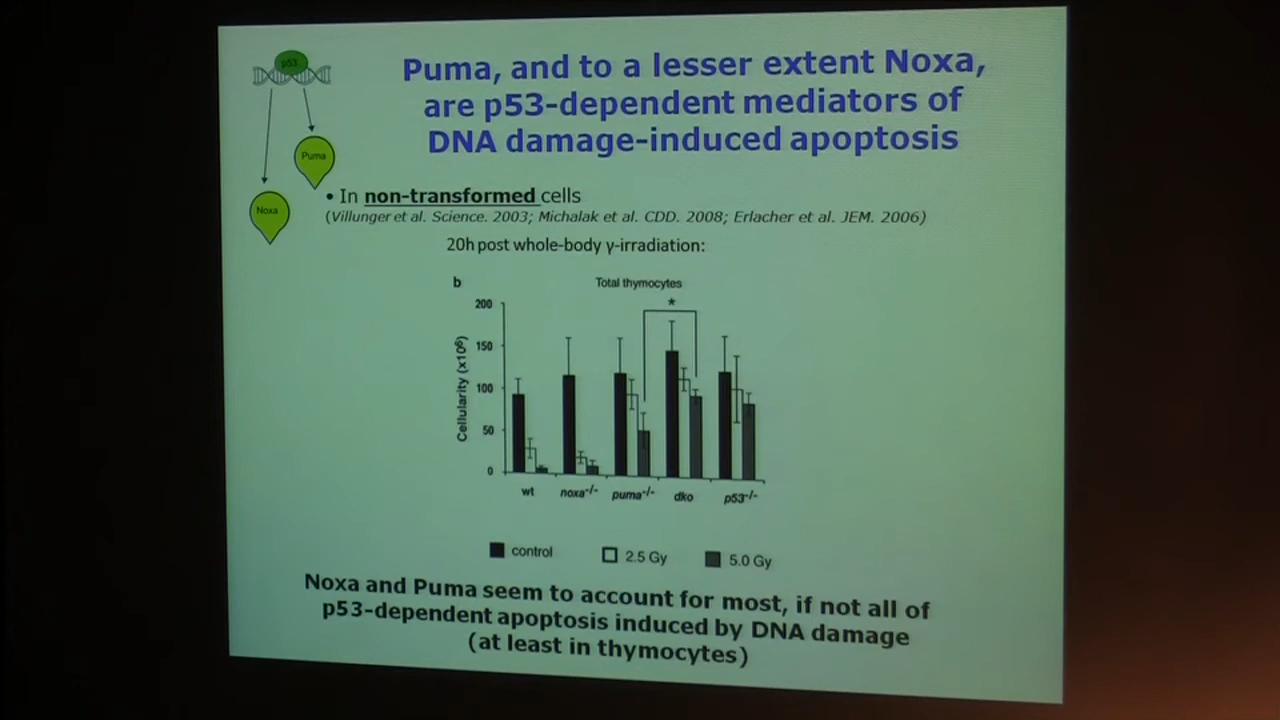 p53
Puma, and to a lesser extent Noxa,
are p53-dependent mediators of
DNA damage-induced apoptosis
Puma
Noxa
• In non-transformed cells
(Villunger et al. Science. 2003; Michalak et al. CDD. 2008; Erlacher et al. JEM. 2006)
20h post whole-body γ-irradiation:
b
Total thymocytes
*
200
150
100
50
0
Cellularity (x10⁶)
wt noxa-/- puma-/- dko p53-/-
control 2.5 Gy 5.0 Gy
Noxa and Puma seem to account for most, if not all of
p53-dependent apoptosis induced by DNA damage
(at least in thymocytes)